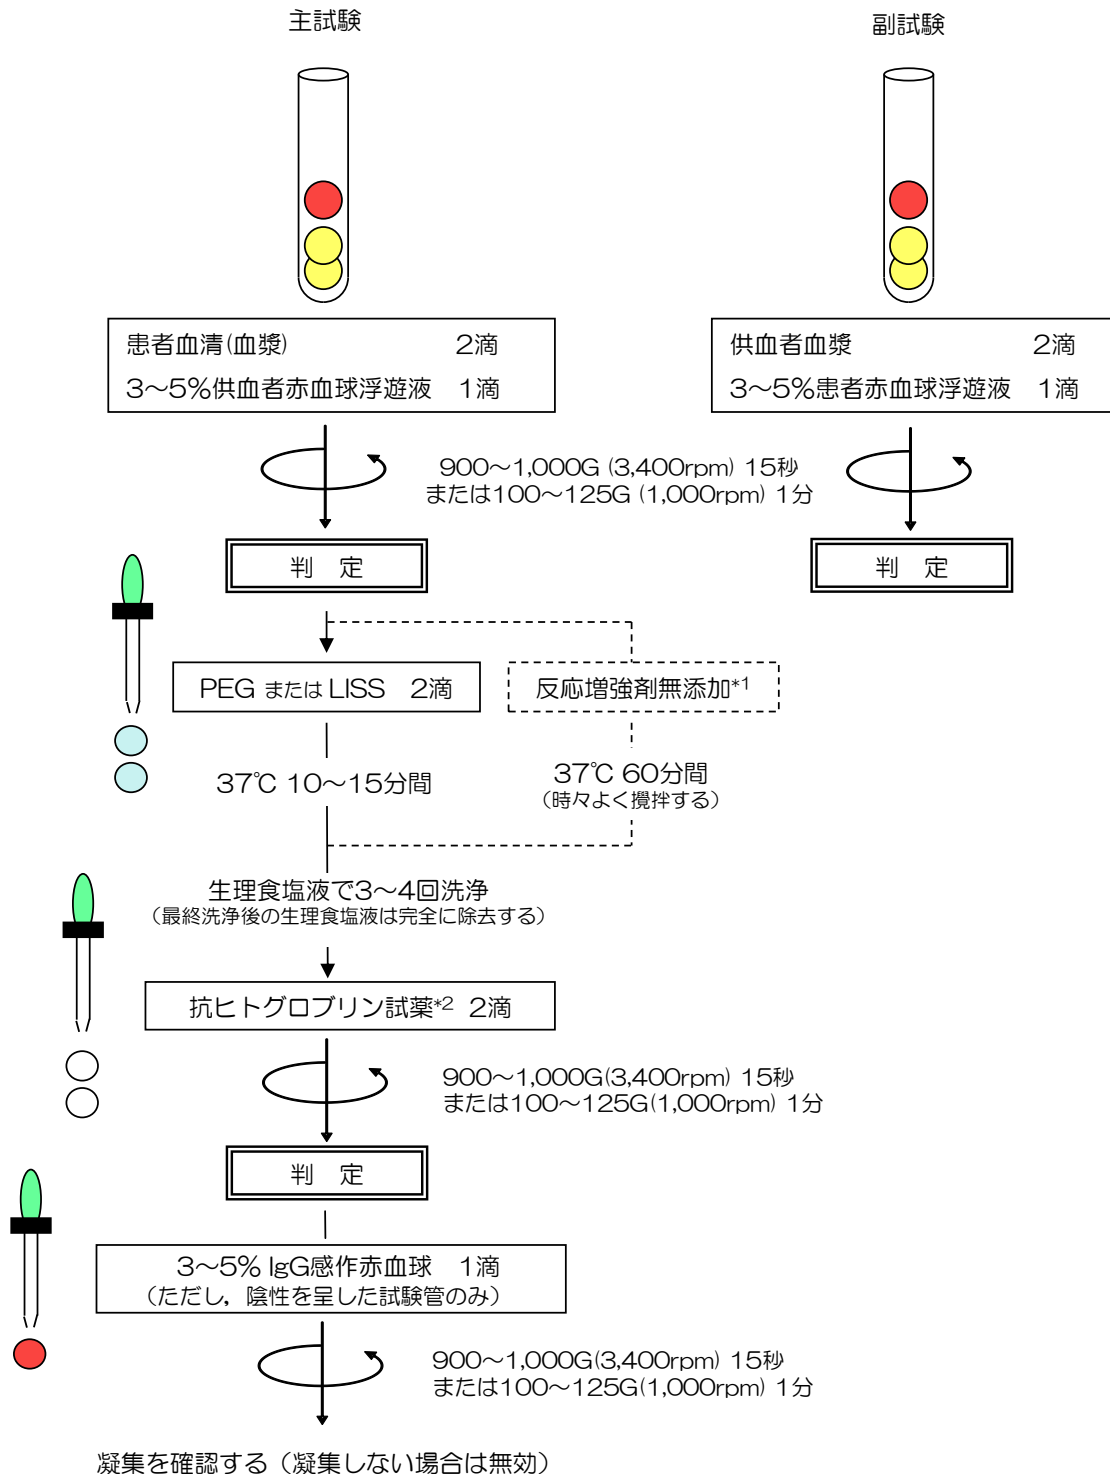 主試験
副試験
患者血清(血漿) 2滴
3～5%供血者赤血球浮遊液 1滴
供血者血漿 2滴
3～5%患者赤血球浮遊液 1滴
900～1,000G (3,400rpm) 15秒
または100～125G (1,000rpm) 1分
判 定
判 定
PEG または LISS 2滴
反応増強剤無添加*1
37℃ 10～15分間
37℃ 60分間
（時々よく攪拌する）
生理食塩液で3～4回洗浄
（最終洗浄後の生理食塩液は完全に除去する）
抗ヒトグロブリン試薬*2 2滴
900～1,000G(3,400rpm) 15秒
または100～125G(1,000rpm) 1分
判 定
3～5% IgG感作赤血球 1滴
（ただし，陰性を呈した試験管のみ）
900～1,000G(3,400rpm) 15秒
または100～125G(1,000rpm) 1分
凝集を確認する（凝集しない場合は無効）